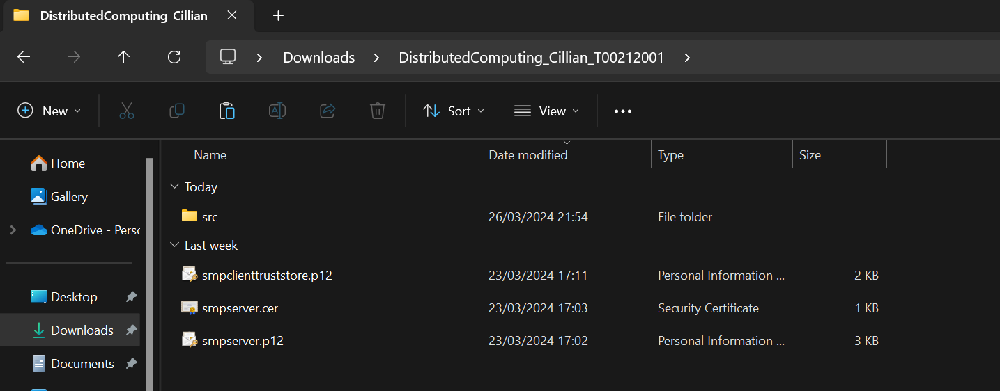 DistributedComputing_Cillian_
Downloads DistributedComputing_Cillian_T00212001
New Sort View
Home
Gallery
OneDrive - Persc
Desktop
Downloads
Documents
Name Date modified Type Size
Today
src 26/03/2024 21:54 File folder
Last week
smpclienttruststore.p12 23/03/2024 17:11 Personal Information ... 2 KB
smpserver.cer 23/03/2024 17:03 Security Certificate 1 KB
smpserver.p12 23/03/2024 17:02 Personal Information ... 3 KB